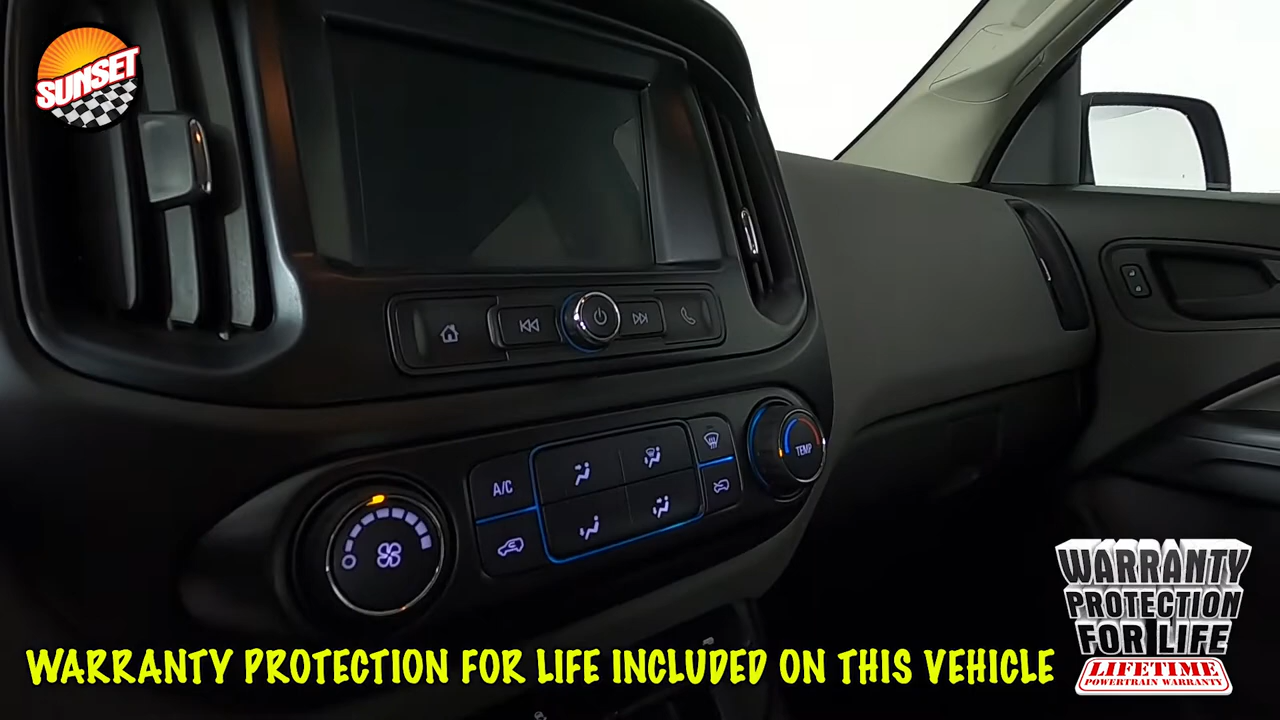 SUNSET
A/C
TEMP
WARRANTY
PROTECTION
FOR LIFE
LIFETIME
POWERTRAIN WARRANTY
WARRANTY PROTECTION FOR LIFE INCLUDED ON THIS VEHICLE